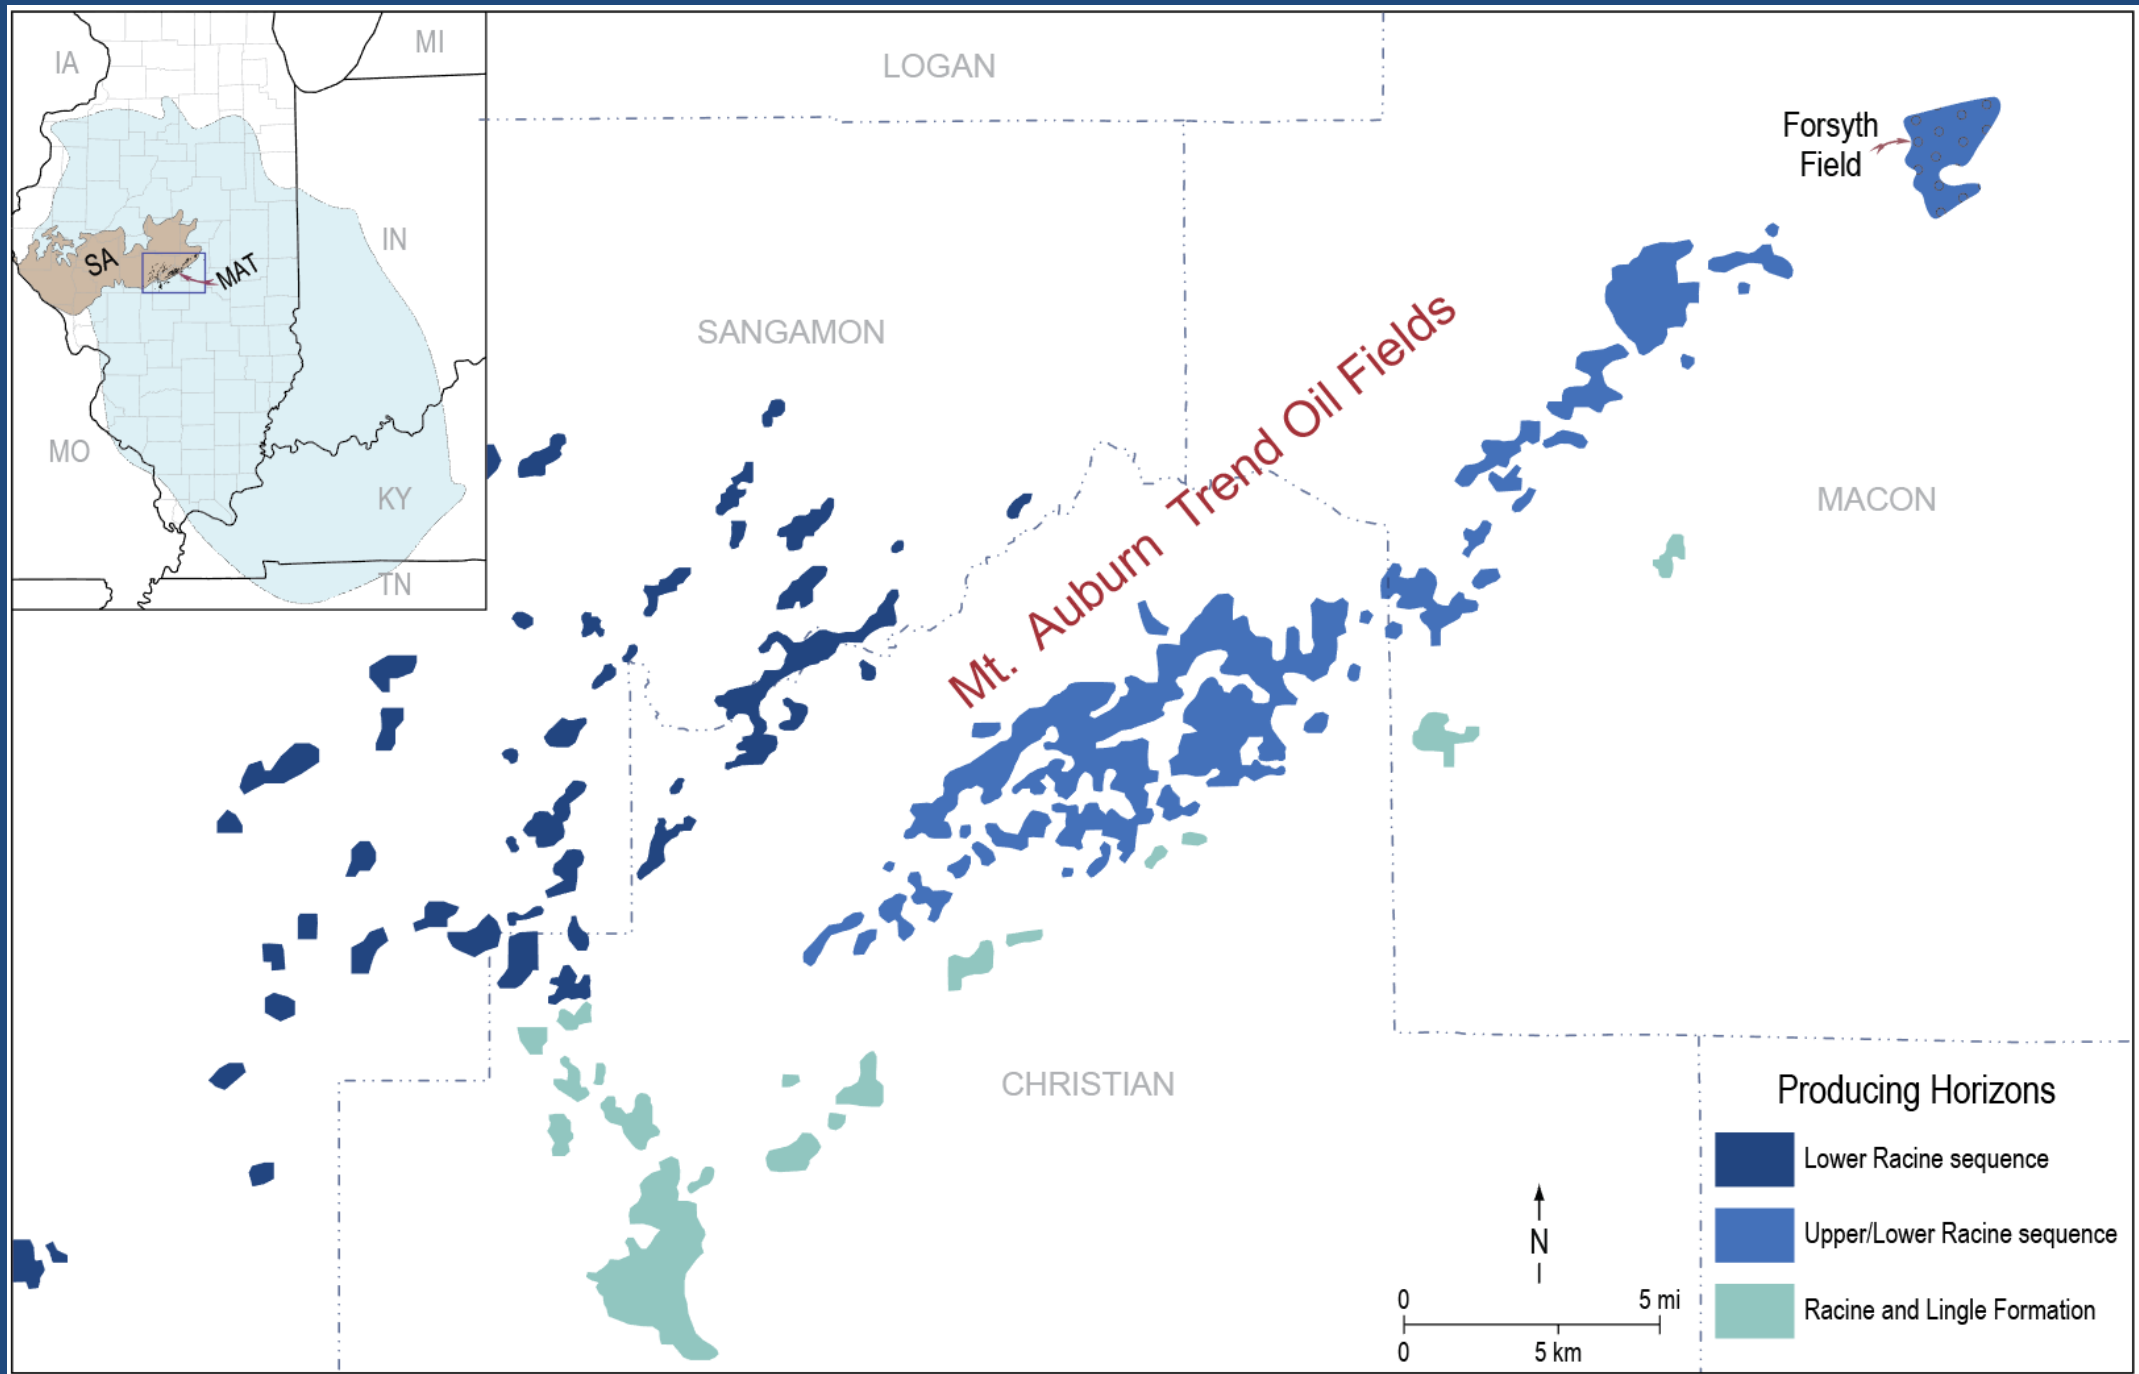 IA
MI
IN
SA
MAT
MO
KY
TN
LOGAN
Forsyth
Field
SANGAMON
Mt. Auburn Trend Oil Fields
MACON
CHRISTIAN
Producing Horizons
Lower Racine sequence
Upper/Lower Racine sequence
Racine and Lingle Formation
N
0 5 mi
0 5 km